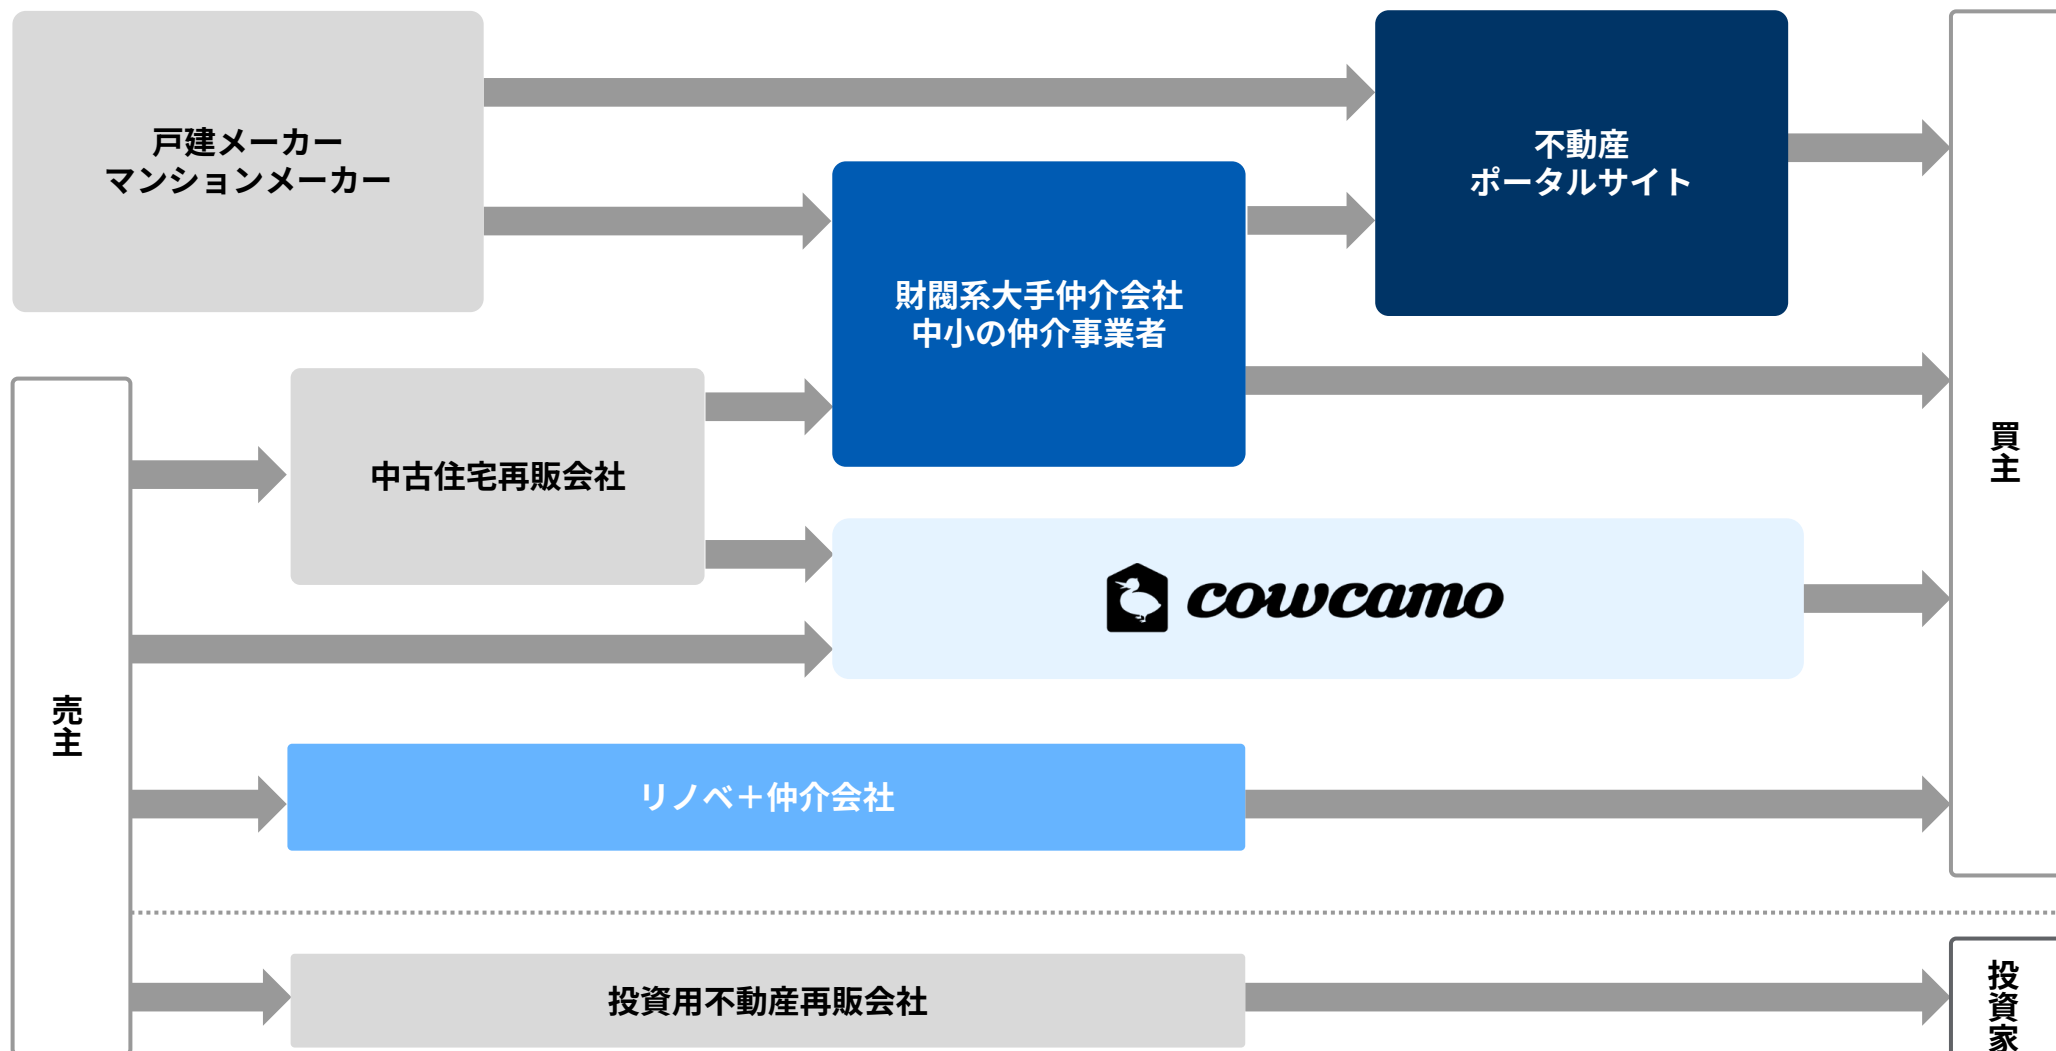 戸建メーカー
マンションメーカー
不動産
ポータルサイト
財閥系大手仲介会社
中小の仲介事業者
買主
中古住宅再販会社
cowcamo
売主
リノベ＋仲介会社
投資用不動産再販会社
投資家